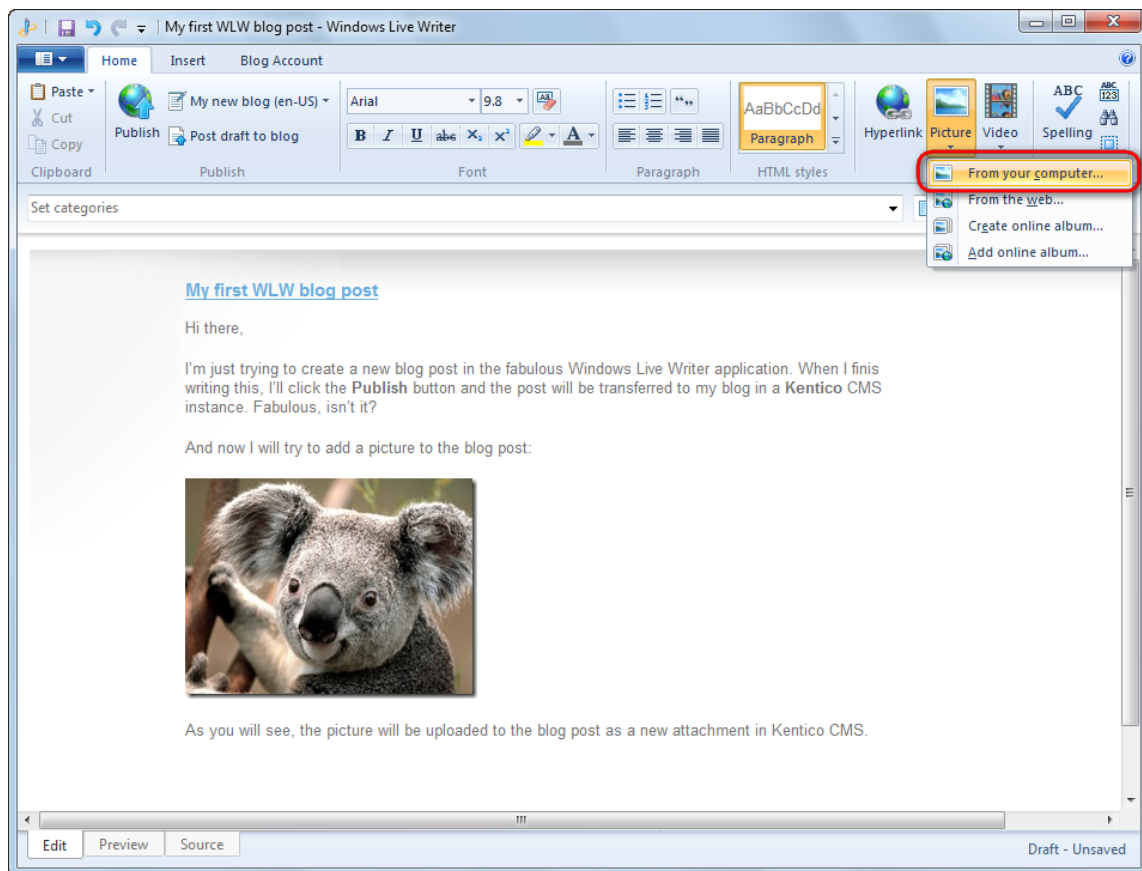 My first WLW blog post - Windows Live Writer
Home Insert Blog Account
Paste
Cut
Copy
Clipboard
Publish
My new blog (en-US)
Post draft to blog
Publish
Arial 9.8
B I U abc X₂ X² A
Font
Paragraph
AaBbCcDd
Paragraph
HTML styles
Hyperlink Picture Video
ABC
Spelling
ABC
123
From your computer...
From the web...
Create online album...
Add online album...
Set categories
My first WLW blog post
Hi there,
I'm just trying to create a new blog post in the fabulous Windows Live Writer application. When I finis
writing this, I'll click the Publish button and the post will be transferred to my blog in a Kentico CMS
instance. Fabulous, isn't it?
And now I will try to add a picture to the blog post:
As you will see, the picture will be uploaded to the blog post as a new attachment in Kentico CMS.
Edit Preview Source
Draft - Unsaved